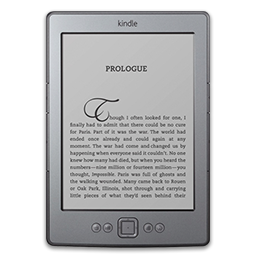 kindle
PROLOGUE
Though I often looked for one, I
finally had to admit that there could be no cure
for Paris. Part of it was the war. The world had
ended once already and could again at any
moment. The war had come and changed us by
happening when everyone said it couldn't. No one
knew how many had died, but when you heard the
numbers—nine million or fourteen million—you
thought, Impossible. Paris was full of ghosts and
the walking wounded. Many came back to Rouen
or Oak Park, Illinois, shot through and carrying
little pieces of what they'd seen behind their